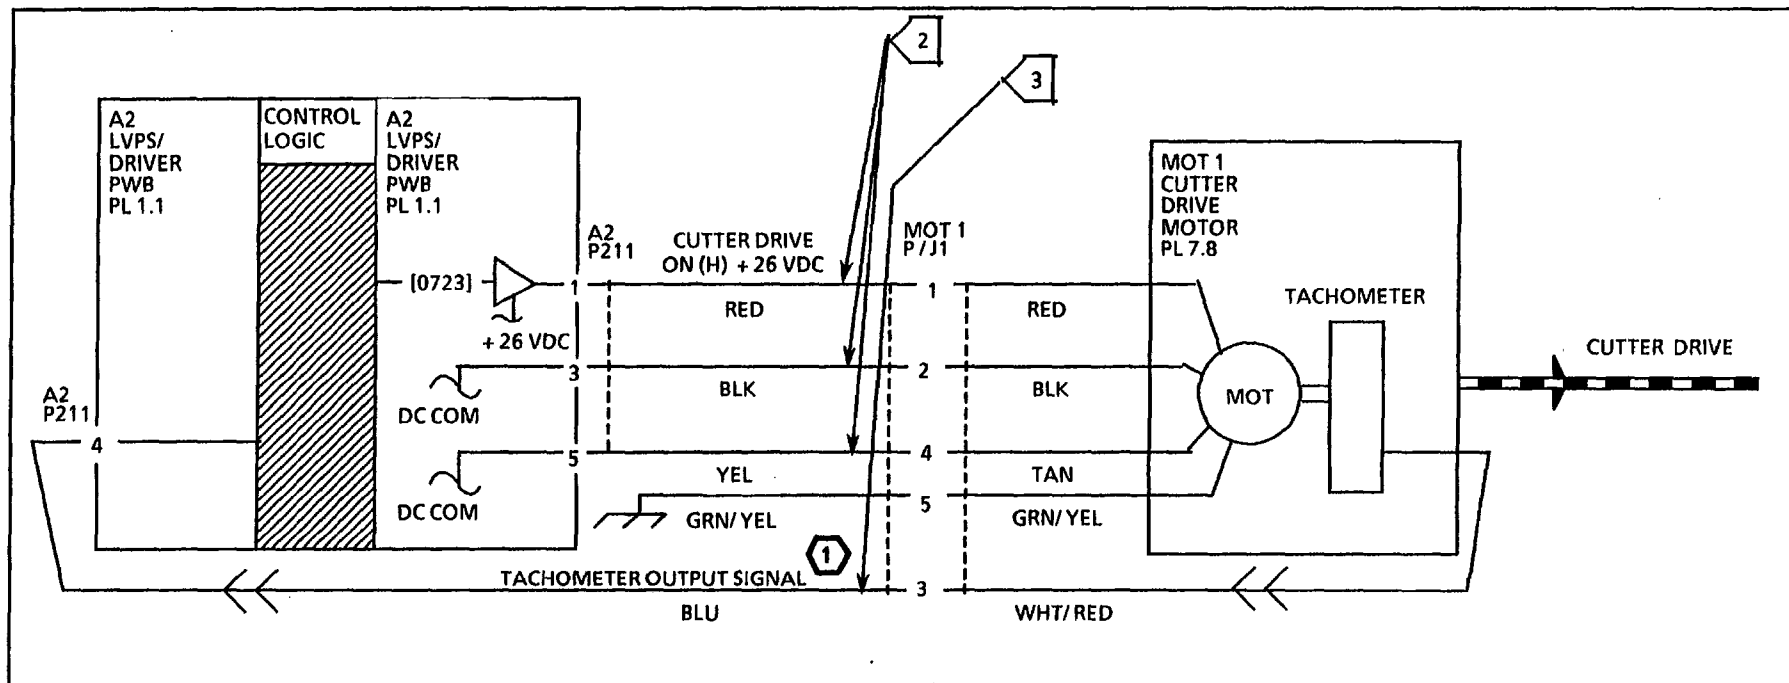 2
3
A2
LVPS/
DRIVER
PWB
PL 1.1
CONTROL
LOGIC
A2
LVPS/
DRIVER
PWB
PL 1.1
MOT 1
CUTTER
DRIVE
MOTOR
PL 7.8
A2
P211
CUTTER DRIVE
ON (H) + 26 VDC
MOT 1
P/J1
[0723]
1
1
RED
RED
+ 26 VDC
TACHOMETER
CUTTER DRIVE
3
2
BLK
BLK
DC COM
MOT
A2
P211
4
5
4
YEL
TAN
DC COM
5
GRN/ YEL
GRN/ YEL
1
TACHOMETER OUTPUT SIGNAL
3
BLU
WHT/ RED